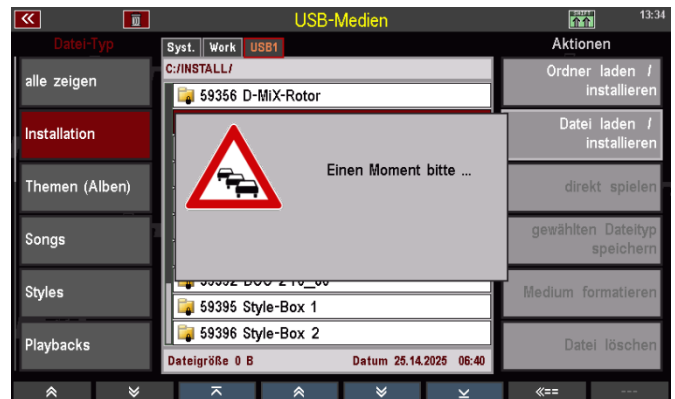 USB-Medien
13:34
Datei-Typ
Syst. Work USB1
Aktionen
C:/INSTALL/
alle zeigen
59356 D-MiX-Rotor
Ordner laden /
installieren
Installation
Einen Moment bitte ...
Datei laden /
installieren
Themen (Alben)
direkt spielen
Songs
gewählten Dateityp
speichern
Styles
59395 Style-Box 1
Medium formatieren
59396 Style-Box 2
Playbacks
Datei löschen
Dateigröße 0 B Datum 25.14.2025 06:40
«==
---